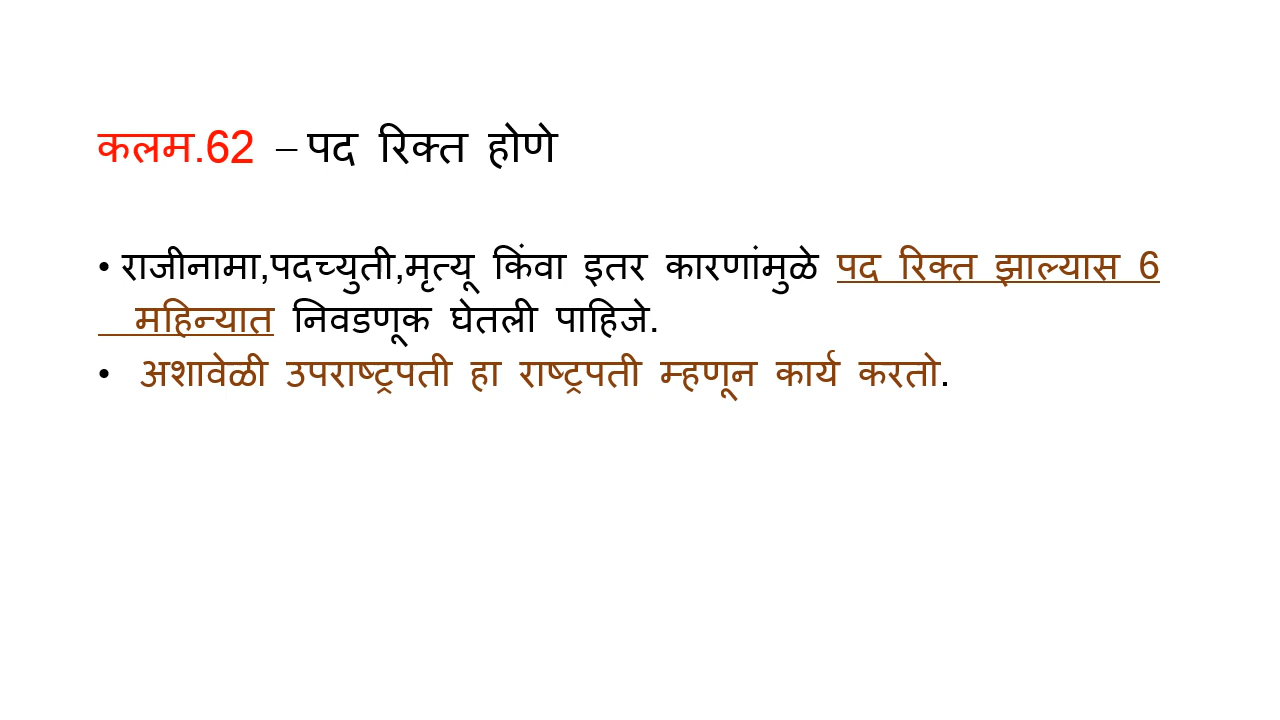 कलम.62 – पद रिक्त होणे
• राजीनामा,पदच्युती,मृत्यू किंवा इतर कारणांमुळे पद रिक्त झाल्यास 6
महिन्यात निवडणूक घेतली पाहिजे.
• अशावेळी उपराष्ट्रपती हा राष्ट्रपती म्हणून कार्य करतो.